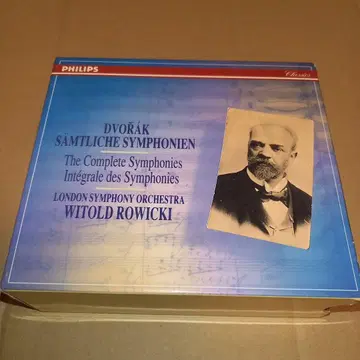 PHILIPS
Classics
DVOŘÁK
SÄMTLICHE SYMPHONIEN
The Complete Symphonies
Intégrale des Symphonies
LONDON SYMPHONY ORCHESTRA
WITOLD ROWICKI